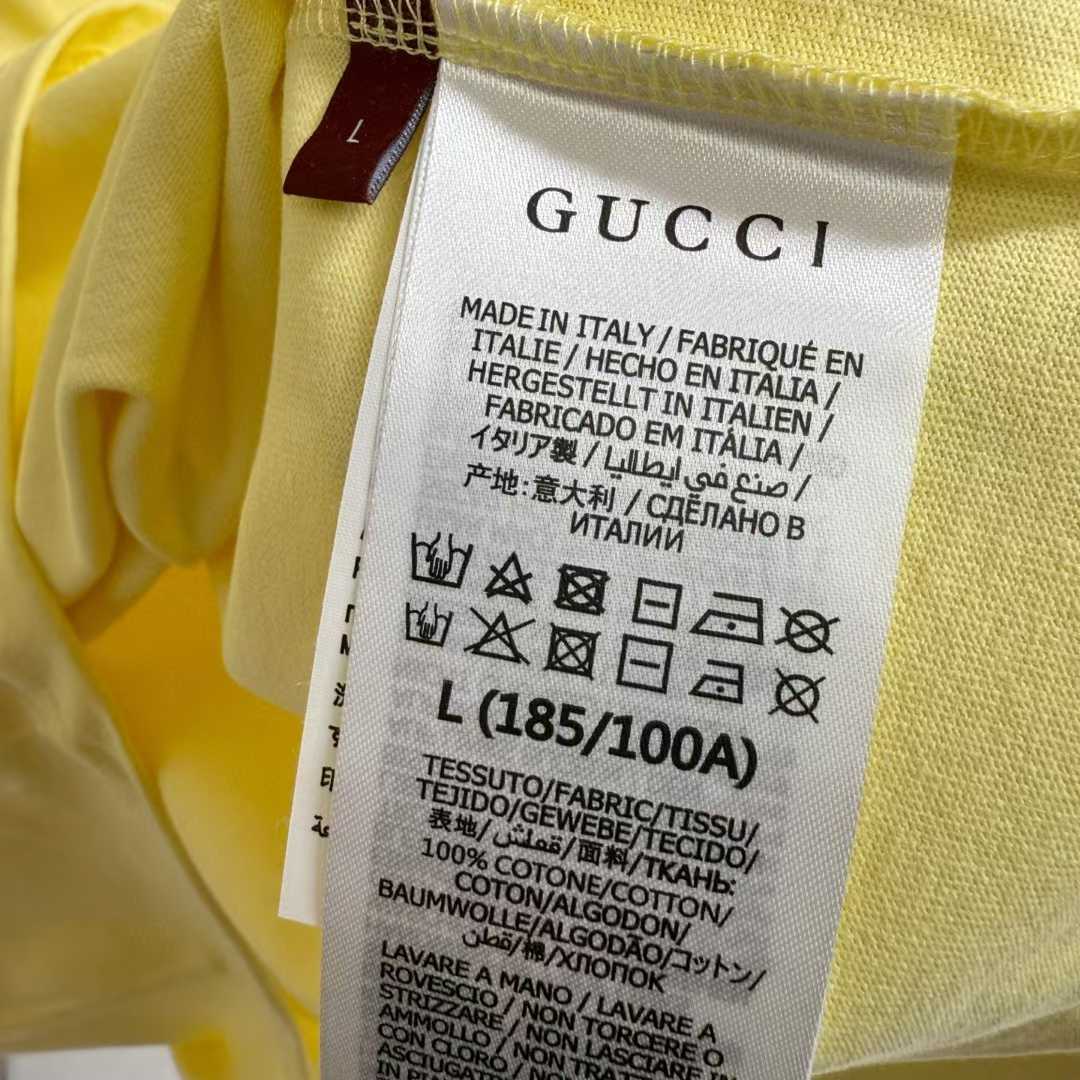 L
GUCCI
MADE IN ITALY / FABRIQUÉ EN
ITALIE / HECHO EN ITALIA /
HERGESTELLT IN ITALIEN /
FABRICADO EM ITÁLIA /
イタリア製 / صنع في ايطاليا /
产地: 意大利 / СДЕЛАНО В
ИТАЛИИ
L (185/100A)
TESSUTO/FABRIC/TISSU/
TEJIDO/GEWEBE/TECIDO/
表地/قملش/面料/ТКАНЬ:
100% COTONE/COTTON/
COTON/ALGODON/
BAUMWOLLE/ALGODÃO/コットン/
قطن/棉/ХЛОПОК
LAVARE A MANO / LAVARE A
ROVESCIO / NON TORCERE O
STRIZZARE / NON LASCIARE IN
AMMOLLO / NON
CON CLORO / NON
ASCIUGAT